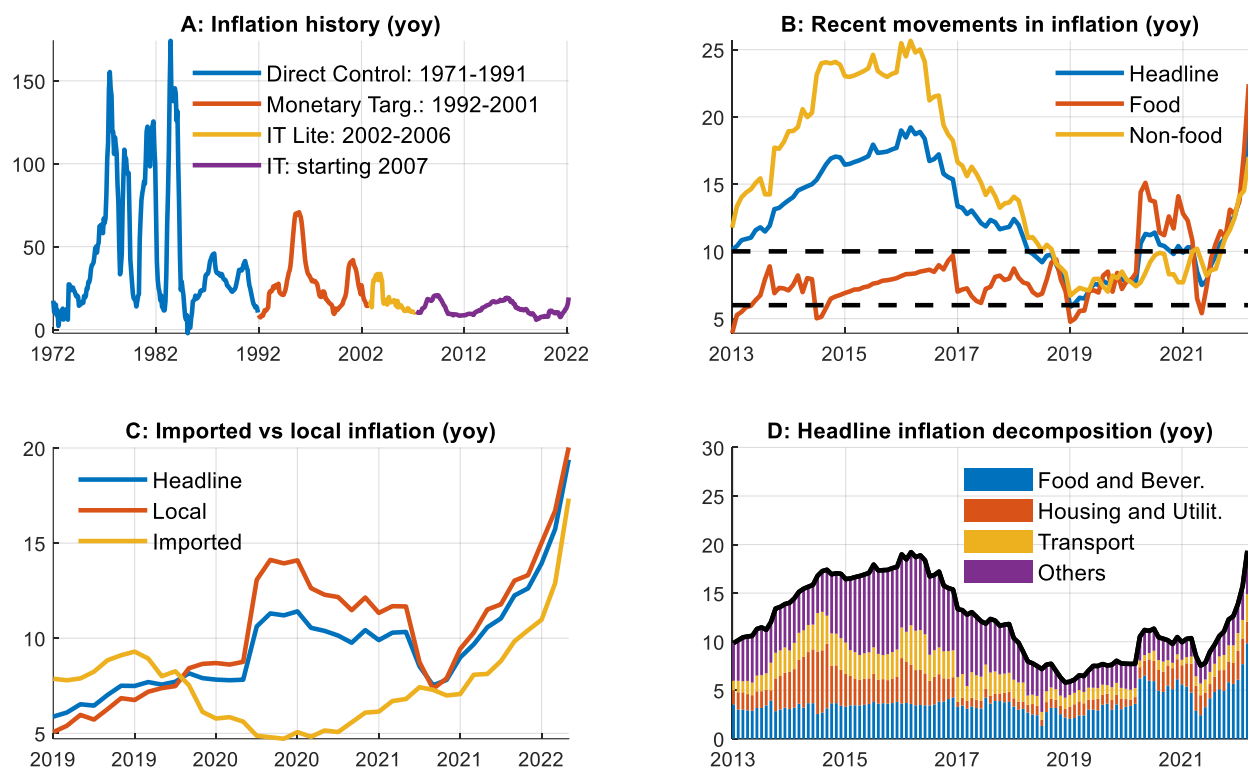 A: Inflation history (yoy)
Direct Control: 1971-1991
Monetary Targ.: 1992-2001
IT Lite: 2002-2006
IT: starting 2007
150
100
50
0
1972
1982
1992
2002
2012
2022
B: Recent movements in inflation (yoy)
Headline
Food
Non-food
25
20
15
10
5
2013
2015
2017
2019
2021
C: Imported vs local inflation (yoy)
Headline
Local
Imported
20
15
10
5
2019
2019
2020
2020
2021
2021
2022
D: Headline inflation decomposition (yoy)
Food and Bever.
Housing and Utilit.
Transport
Others
30
25
20
15
10
5
0
2013
2015
2017
2019
2021